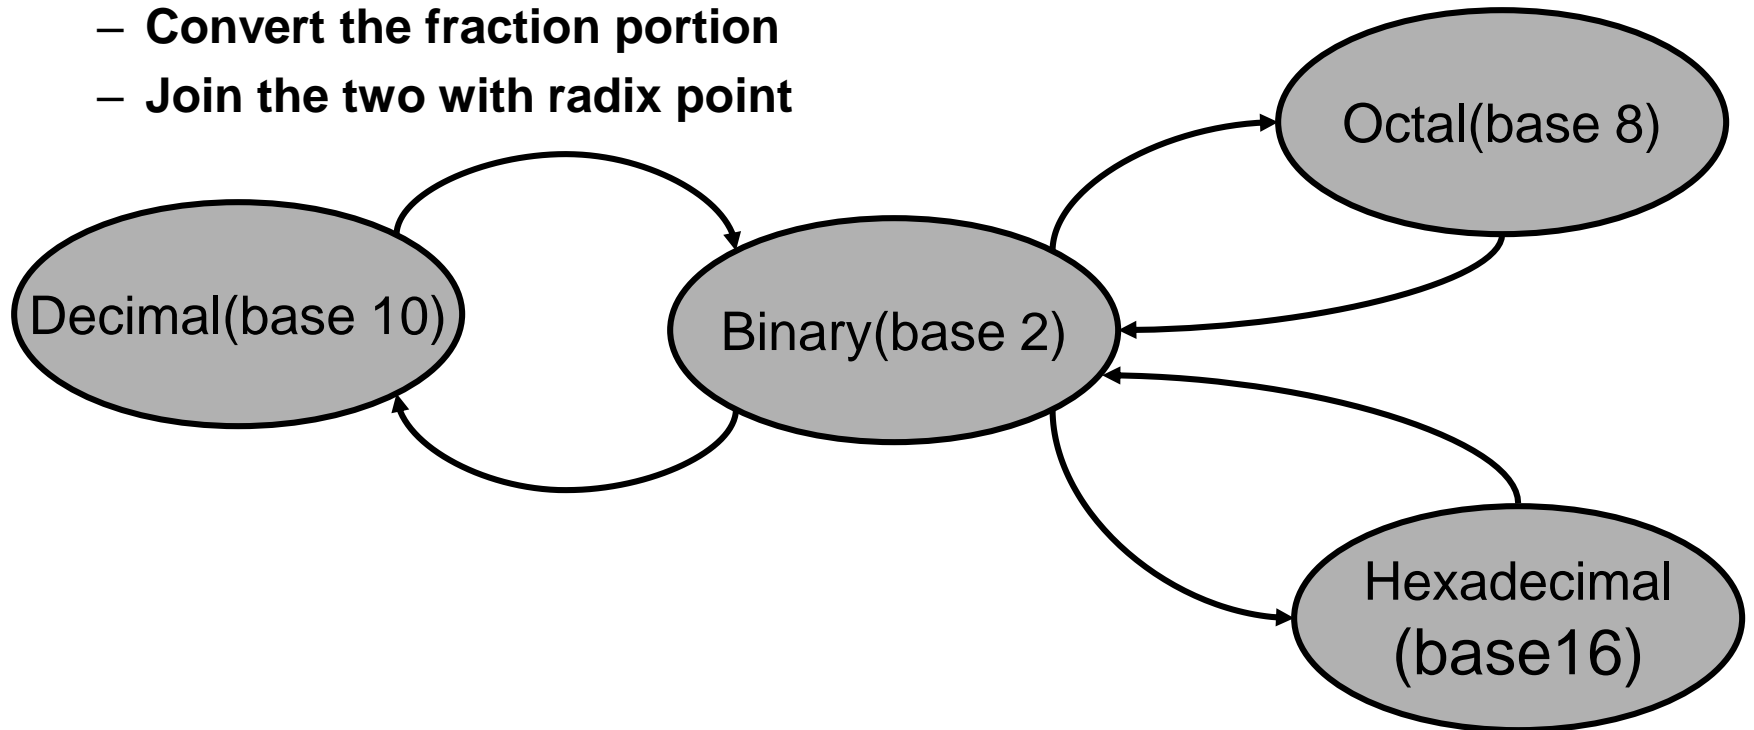 – Convert the fraction portion
– Join the two with radix point
Octal(base 8)
Decimal(base 10)
Binary(base 2)
Hexadecimal
(base16)